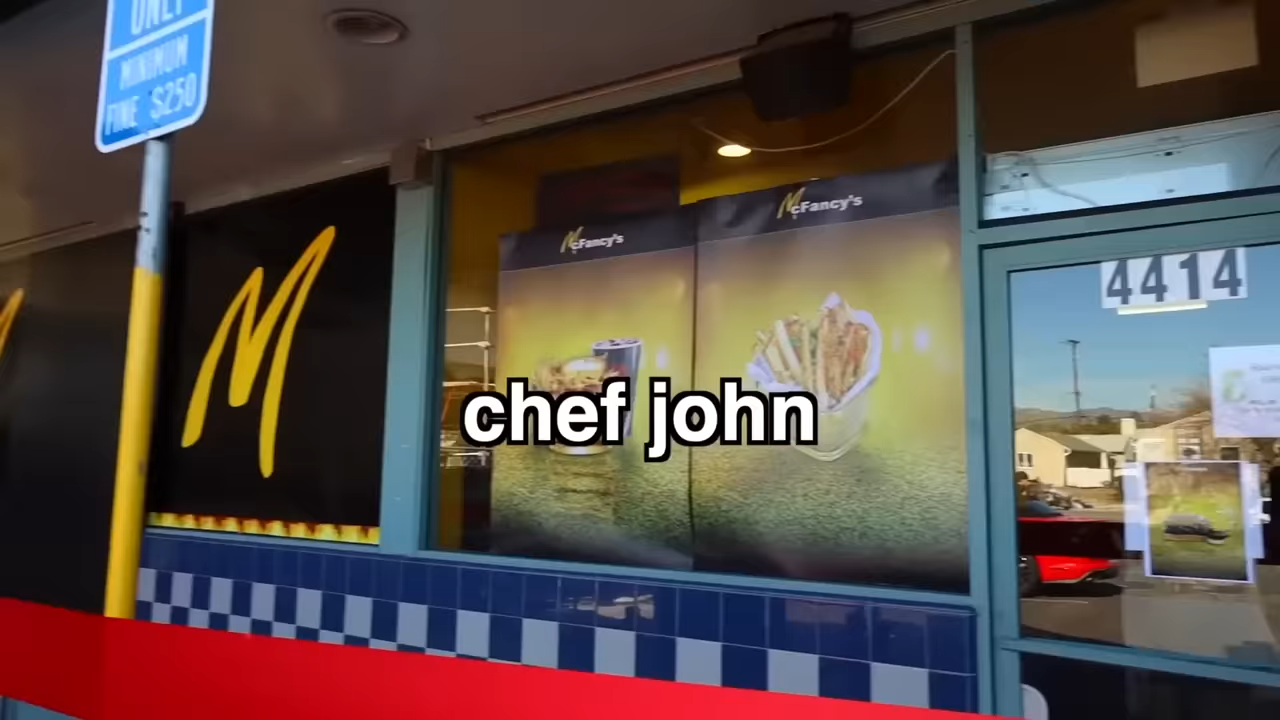 ONLY
MINIMUM
FINE $250
M
McFancy's
McFancy's
4414
chef john